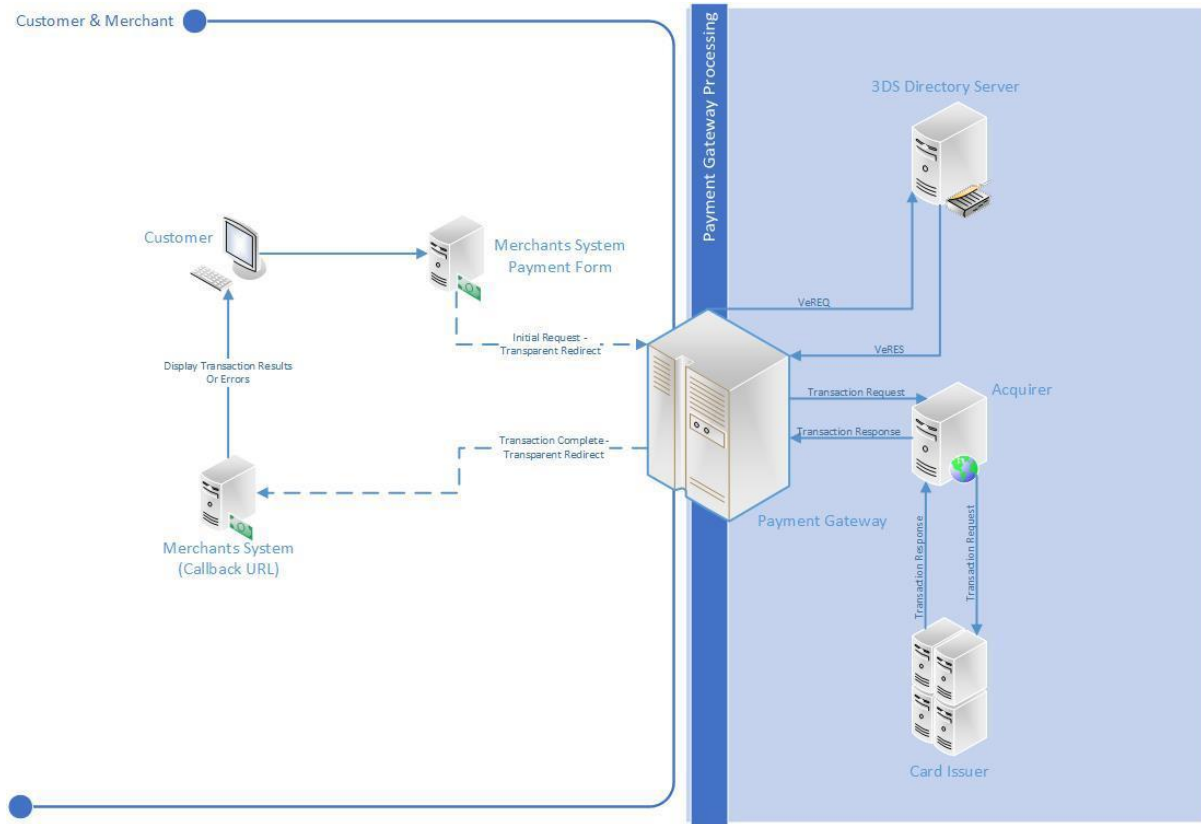 Customer & Merchant
Payment Gateway Processing
3DS Directory Server
Customer
Merchants System
Payment Form
VeREQ
Initial Request -
Transparent Redirect
VeRES
Display Transaction Results
Or Errors
Transaction Request
Acquirer
Transaction Response
Transaction Complete -
Transparent Redirect
Payment Gateway
Merchants System
(Callback URL)
Transaction Response
Transaction Request
Card Issuer